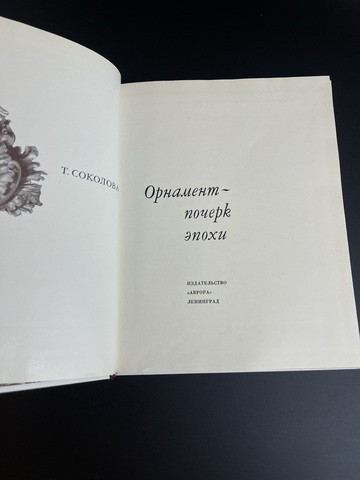 Т. СОКОЛОВА
Орнамент—
почерк
эпохи
ИЗДАТЕЛЬСТВО
«АВРОРА»
ЛЕНИНГРАД